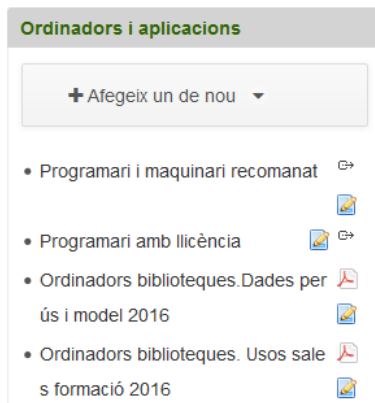 Ordinadors i aplicacions
Afegeix un de nou
Programari i maquinari recomanat
Programari amb llicència
Ordinadors biblioteques.Dades per
ús i model 2016
Ordinadors biblioteques. Usos sale
s formació 2016